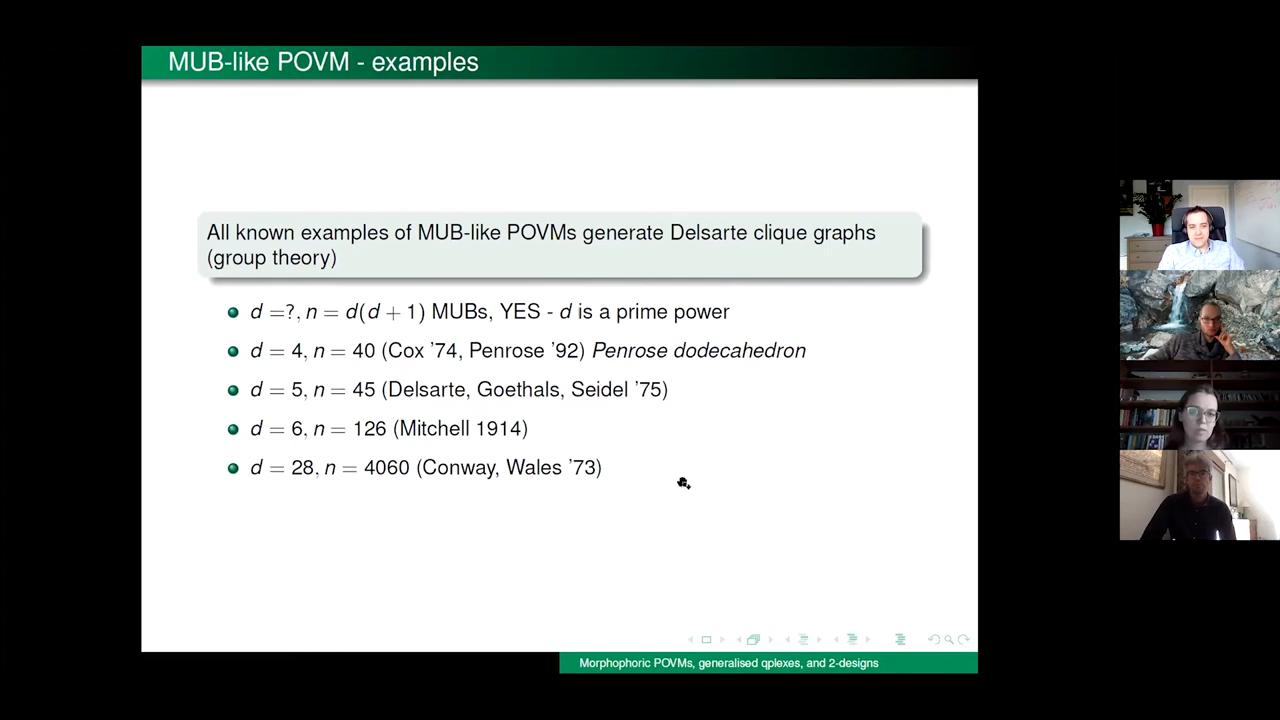 MUB-like POVM - examples
All known examples of MUB-like POVMs generate Delsarte clique graphs
(group theory)
d =?, n = d(d + 1) MUBs, YES - d is a prime power
d = 4, n = 40 (Cox '74, Penrose '92) Penrose dodecahedron
d = 5, n = 45 (Delsarte, Goethals, Seidel '75)
d = 6, n = 126 (Mitchell 1914)
d = 28, n = 4060 (Conway, Wales '73)
Morphophoric POVMs, generalised qplexes, and 2-designs